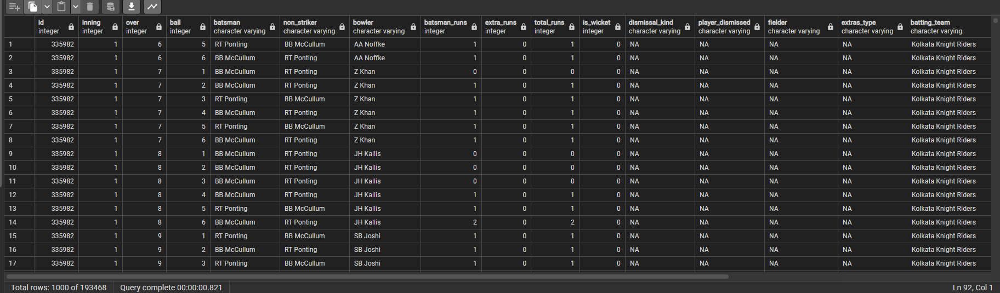 id inning over ball batsman non_striker bowler batsman_runs extra_runs total_runs is_wicket dismissal_kind player_dismissed fielder extras_type batting_team
integer integer integer integer character varying character varying character varying integer integer integer integer character varying character varying character varying character varying character varying
1 335982 1 6 5 RT Ponting BB McCullum AA Noffke 1 0 1 0 NA NA NA NA Kolkata Knight Riders
2 335982 1 6 6 BB McCullum RT Ponting AA Noffke 1 0 1 0 NA NA NA NA Kolkata Knight Riders
3 335982 1 7 1 BB McCullum RT Ponting Z Khan 0 0 0 0 NA NA NA NA Kolkata Knight Riders
4 335982 1 7 2 BB McCullum RT Ponting Z Khan 1 0 1 0 NA NA NA NA Kolkata Knight Riders
5 335982 1 7 3 RT Ponting BB McCullum Z Khan 1 0 1 0 NA NA NA NA Kolkata Knight Riders
6 335982 1 7 4 BB McCullum RT Ponting Z Khan 1 0 1 0 NA NA NA NA Kolkata Knight Riders
7 335982 1 7 5 RT Ponting BB McCullum Z Khan 1 0 1 0 NA NA NA NA Kolkata Knight Riders
8 335982 1 7 6 BB McCullum RT Ponting Z Khan 1 0 1 0 NA NA NA NA Kolkata Knight Riders
9 335982 1 8 1 BB McCullum RT Ponting JH Kallis 0 0 0 0 NA NA NA NA Kolkata Knight Riders
10 335982 1 8 2 BB McCullum RT Ponting JH Kallis 0 0 0 0 NA NA NA NA Kolkata Knight Riders
11 335982 1 8 3 BB McCullum RT Ponting JH Kallis 0 0 0 0 NA NA NA NA Kolkata Knight Riders
12 335982 1 8 4 BB McCullum RT Ponting JH Kallis 1 0 1 0 NA NA NA NA Kolkata Knight Riders
13 335982 1 8 5 RT Ponting BB McCullum JH Kallis 1 0 1 0 NA NA NA NA Kolkata Knight Riders
14 335982 1 8 6 BB McCullum RT Ponting JH Kallis 2 0 2 0 NA NA NA NA Kolkata Knight Riders
15 335982 1 9 1 RT Ponting BB McCullum SB Joshi 1 0 1 0 NA NA NA NA Kolkata Knight Riders
16 335982 1 9 2 BB McCullum RT Ponting SB Joshi 1 0 1 0 NA NA NA NA Kolkata Knight Riders
17 335982 1 9 3 RT Ponting BB McCullum SB Joshi 1 0 1 0 NA NA NA NA Kolkata Knight Riders
Total rows: 1000 of 193468 Query complete 00:00:00.821 Ln 92, Col 1